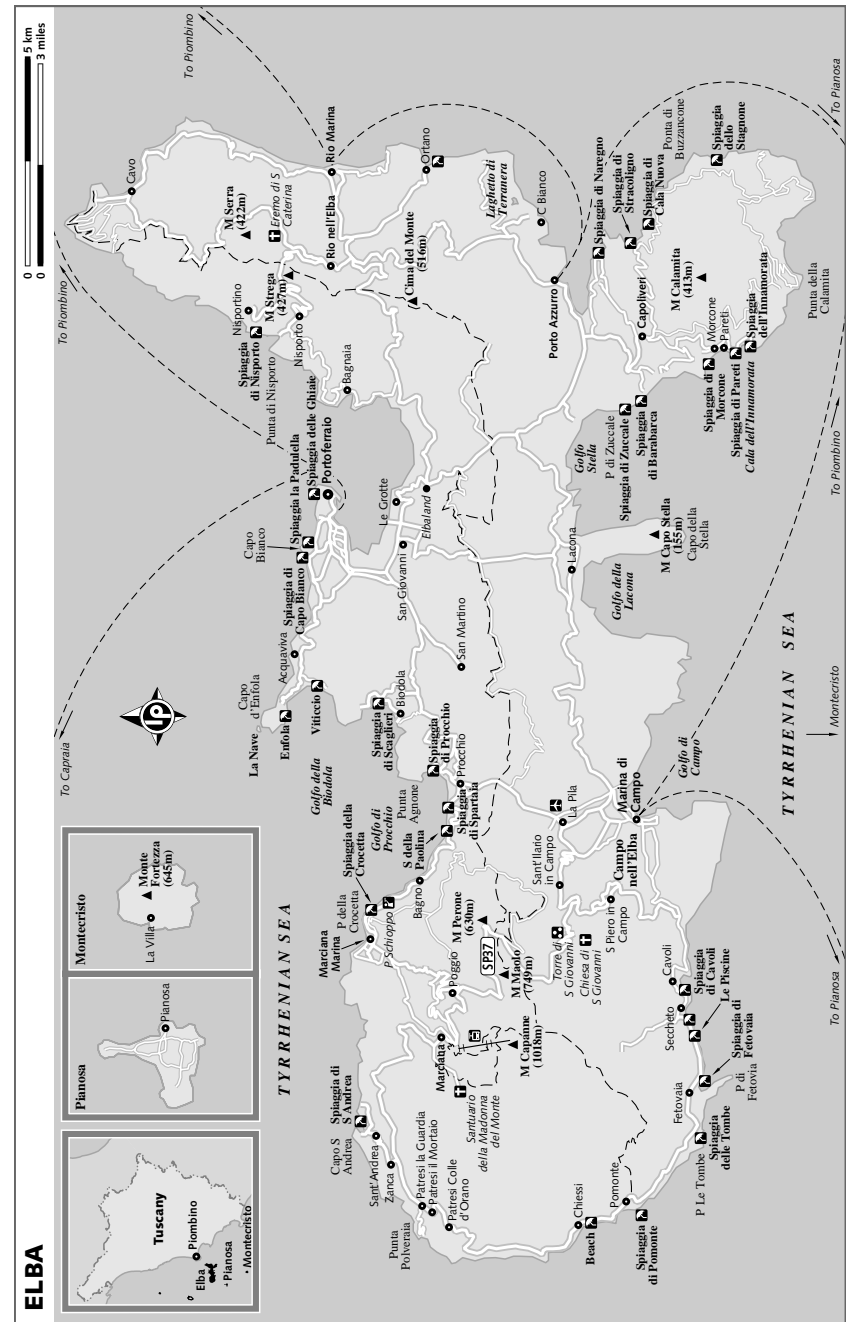 ELBA
0
5 km
0
3 miles
Tuscany
Piombino
Elba
Pianosa
Montecristo
Pianosa
Pianosa
Montecristo
La Villa
Monte
Fortezza
(645m)
TYRRHENIAN SEA
To Capraia
To Piombino
To Piombino
Capo S
Andrea
Spiaggia di
S Andrea
Sant'Andrea
Zanca
Patresi la Guardia
Patresi il Mortaio
Patresi Colle
d'Orano
Punta
Polveraia
Marciana
Marina
P della
Crocetta
Spiaggia della
Crocetta
P Schioppo
Golfo di
Procchio
S della
Paolina
Bagno
Poggio
Marciana
Santuario
della Madonna
del Monte
M Capanne
(1018m)
M Maolo
(749m)
SP37
M Perone
(630m)
Punta
Agnone
Spiaggia
di Spartaia
Procchio
Spiaggia
di Procchio
Golfo della
Biodola
Spiaggia
di Scaglieri
Biodola
La Nave
Capo
d'Enfola
Enfola
Viticcio
Acquaviva
Capo
Bianco
Spiaggia di
Capo Bianco
Spiaggia la Padulella
Spiaggia delle Ghiaie
Portoferraio
San Giovanni
San Martino
Le Grotte
Elbaland
Bagnaia
Punta di Nisporto
Spiaggia
di Nisporto
Nisporto
Nisportino
M Strega
(427m)
M Serra
(422m)
Eremo di S
Caterina
Cavo
Rio Marina
Rio nell'Elba
Cima del Monte
(516m)
Ortano
Laghetto di
Terranera
C Bianco
Porto Azzurro
Chiessi
Beach
Pomonte
Spiaggia
di Pomonte
P Le Tombe
Spiaggia
delle Tombe
Fetovaia
P di
Fetovia
Spiaggia di
Fetovaia
Le Piscine
Seccheto
Spiaggia
di Cavoli
Cavoli
S Piero in
Campo
Torre di
S Giovanni
Chiesa di
S Giovanni
Sant'Ilario
in Campo
La Pila
Campo
nell'Elba
Marina di
Campo
Golfo di
Campo
Lacona
Golfo della
Lacona
M Capo Stella
(155m)
Capo della
Stella
Golfo
Stella
P di Zuccale
Spiaggia di Zuccale
Spiaggia
di Barabarca
Capoliveri
Spiaggia di Naregno
Spiaggia di
Stracoligno
Spiaggia di
Cala Nuova
Ponta di
Buzzancone
Spiaggia
dello
Stagnone
M Calamita
(413m)
Morcone
Pareti
Spiaggia di
Morcone
Spiaggia di Pareti
Spiaggia
dell'Innamorata
Cala dell'Innamorata
Punta della
Calamita
To Pianosa
Montecristo
To Piombino
To Piombino
To Pianosa
TYRRHENIAN SEA
lp